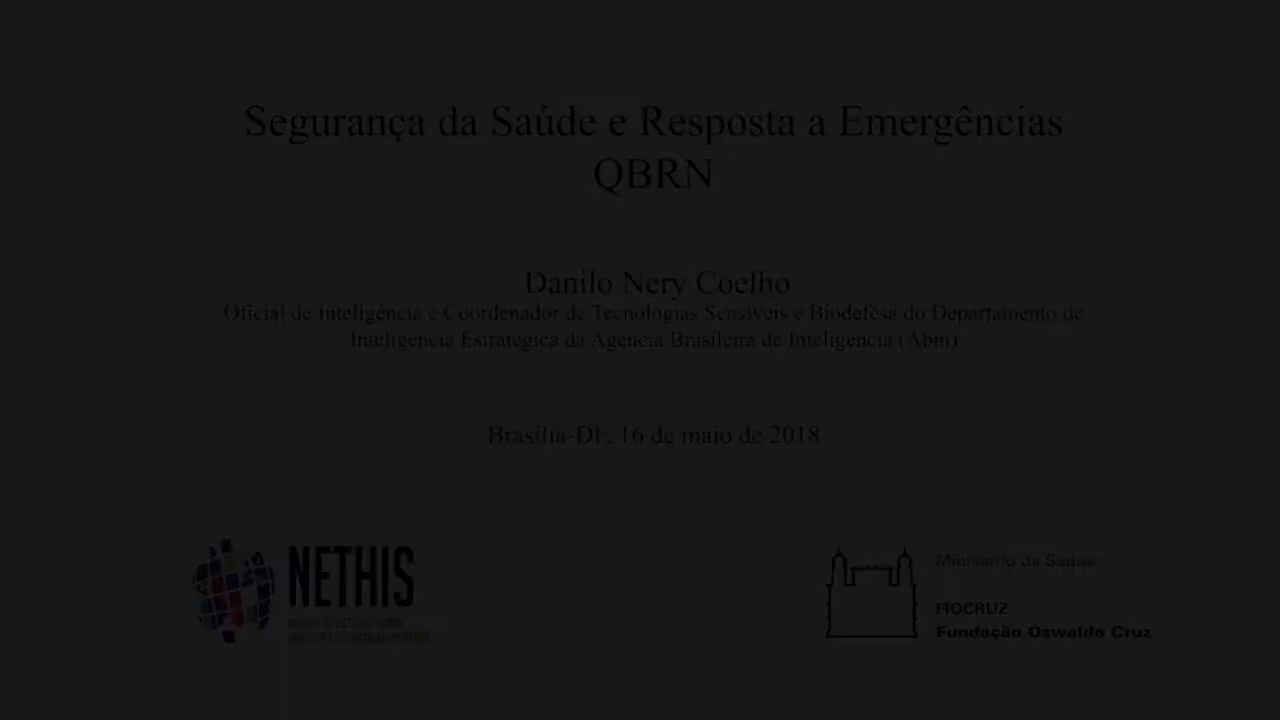 Segurança da Saúde e Resposta a Emergências
QBRN
Danilo Nery Coelho
Oficial de Inteligência e Coordenador de Tecnologias Sensíveis e Biodefesa do Departamento de
Inteligência Estratégica da Agência Brasileira de Inteligência (Abin)
Brasília-DF, 16 de maio de 2018
NETHIS
Ministério da Saúde
FIOCRUZ
Fundação Oswaldo Cruz